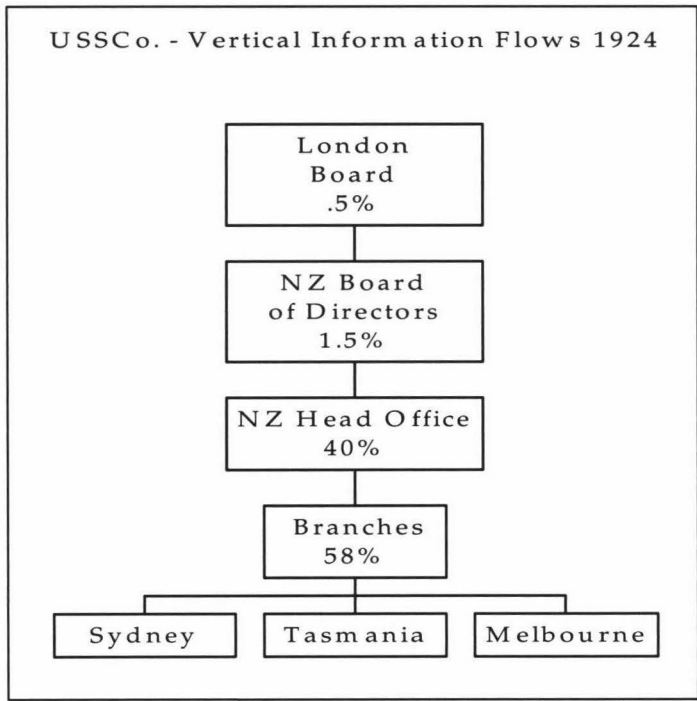 USSCo. - Vertical Information Flows 1924
London
Board
.5%
NZ Board
of Directors
1.5%
NZ Head Office
40%
Branches
58%
Sydney
Tasmania
Melbourne